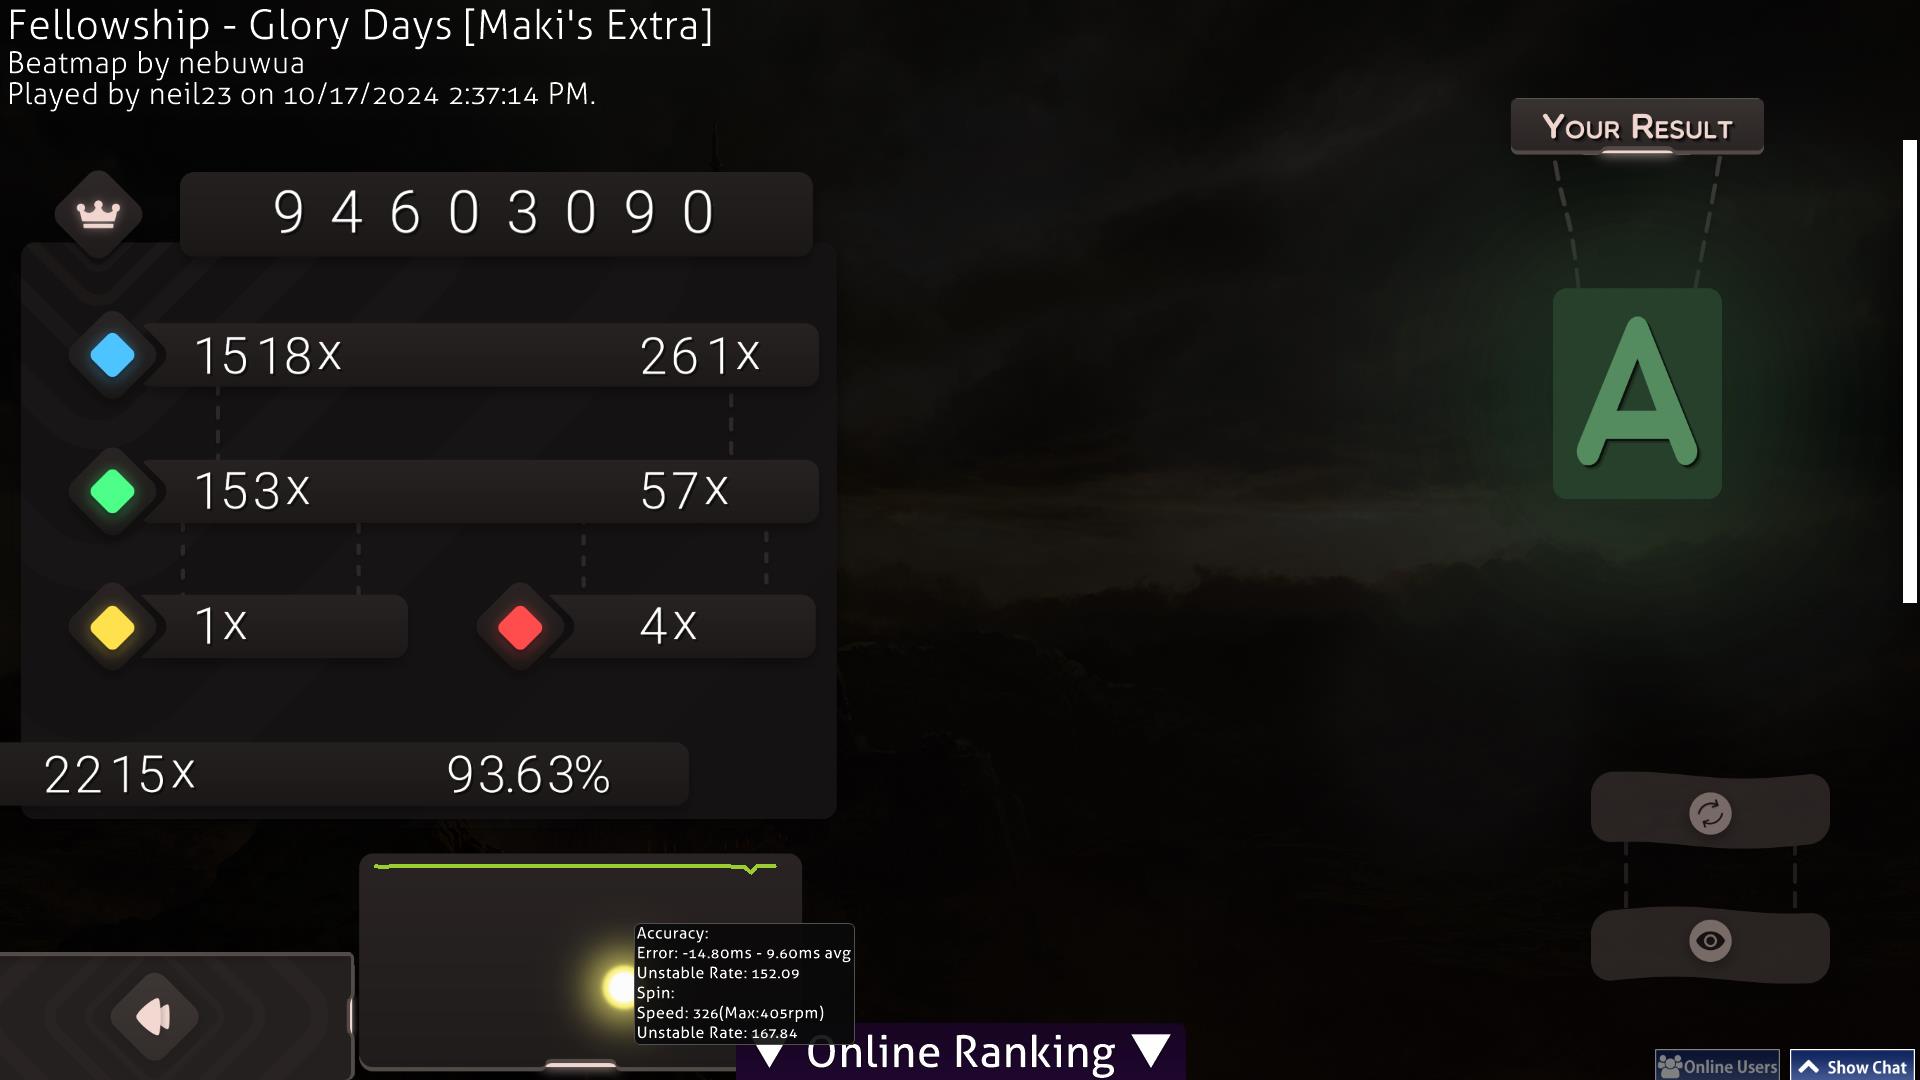 Fellowship - Glory Days [Maki's Extra]
Beatmap by nebuwua
Played by neil23 on 10/17/2024 2:37:14 PM.
Your Result
94603090
A
1518x 261x
153x 57x
1x 4x
2215x 93.63%
Accuracy:
Error: -14.80ms - 9.60ms avg
Unstable Rate: 152.09
Spin:
Speed: 326(Max:405rpm)
Unstable Rate: 167.84
▼ Online Ranking ▼
Online Users
Show Chat